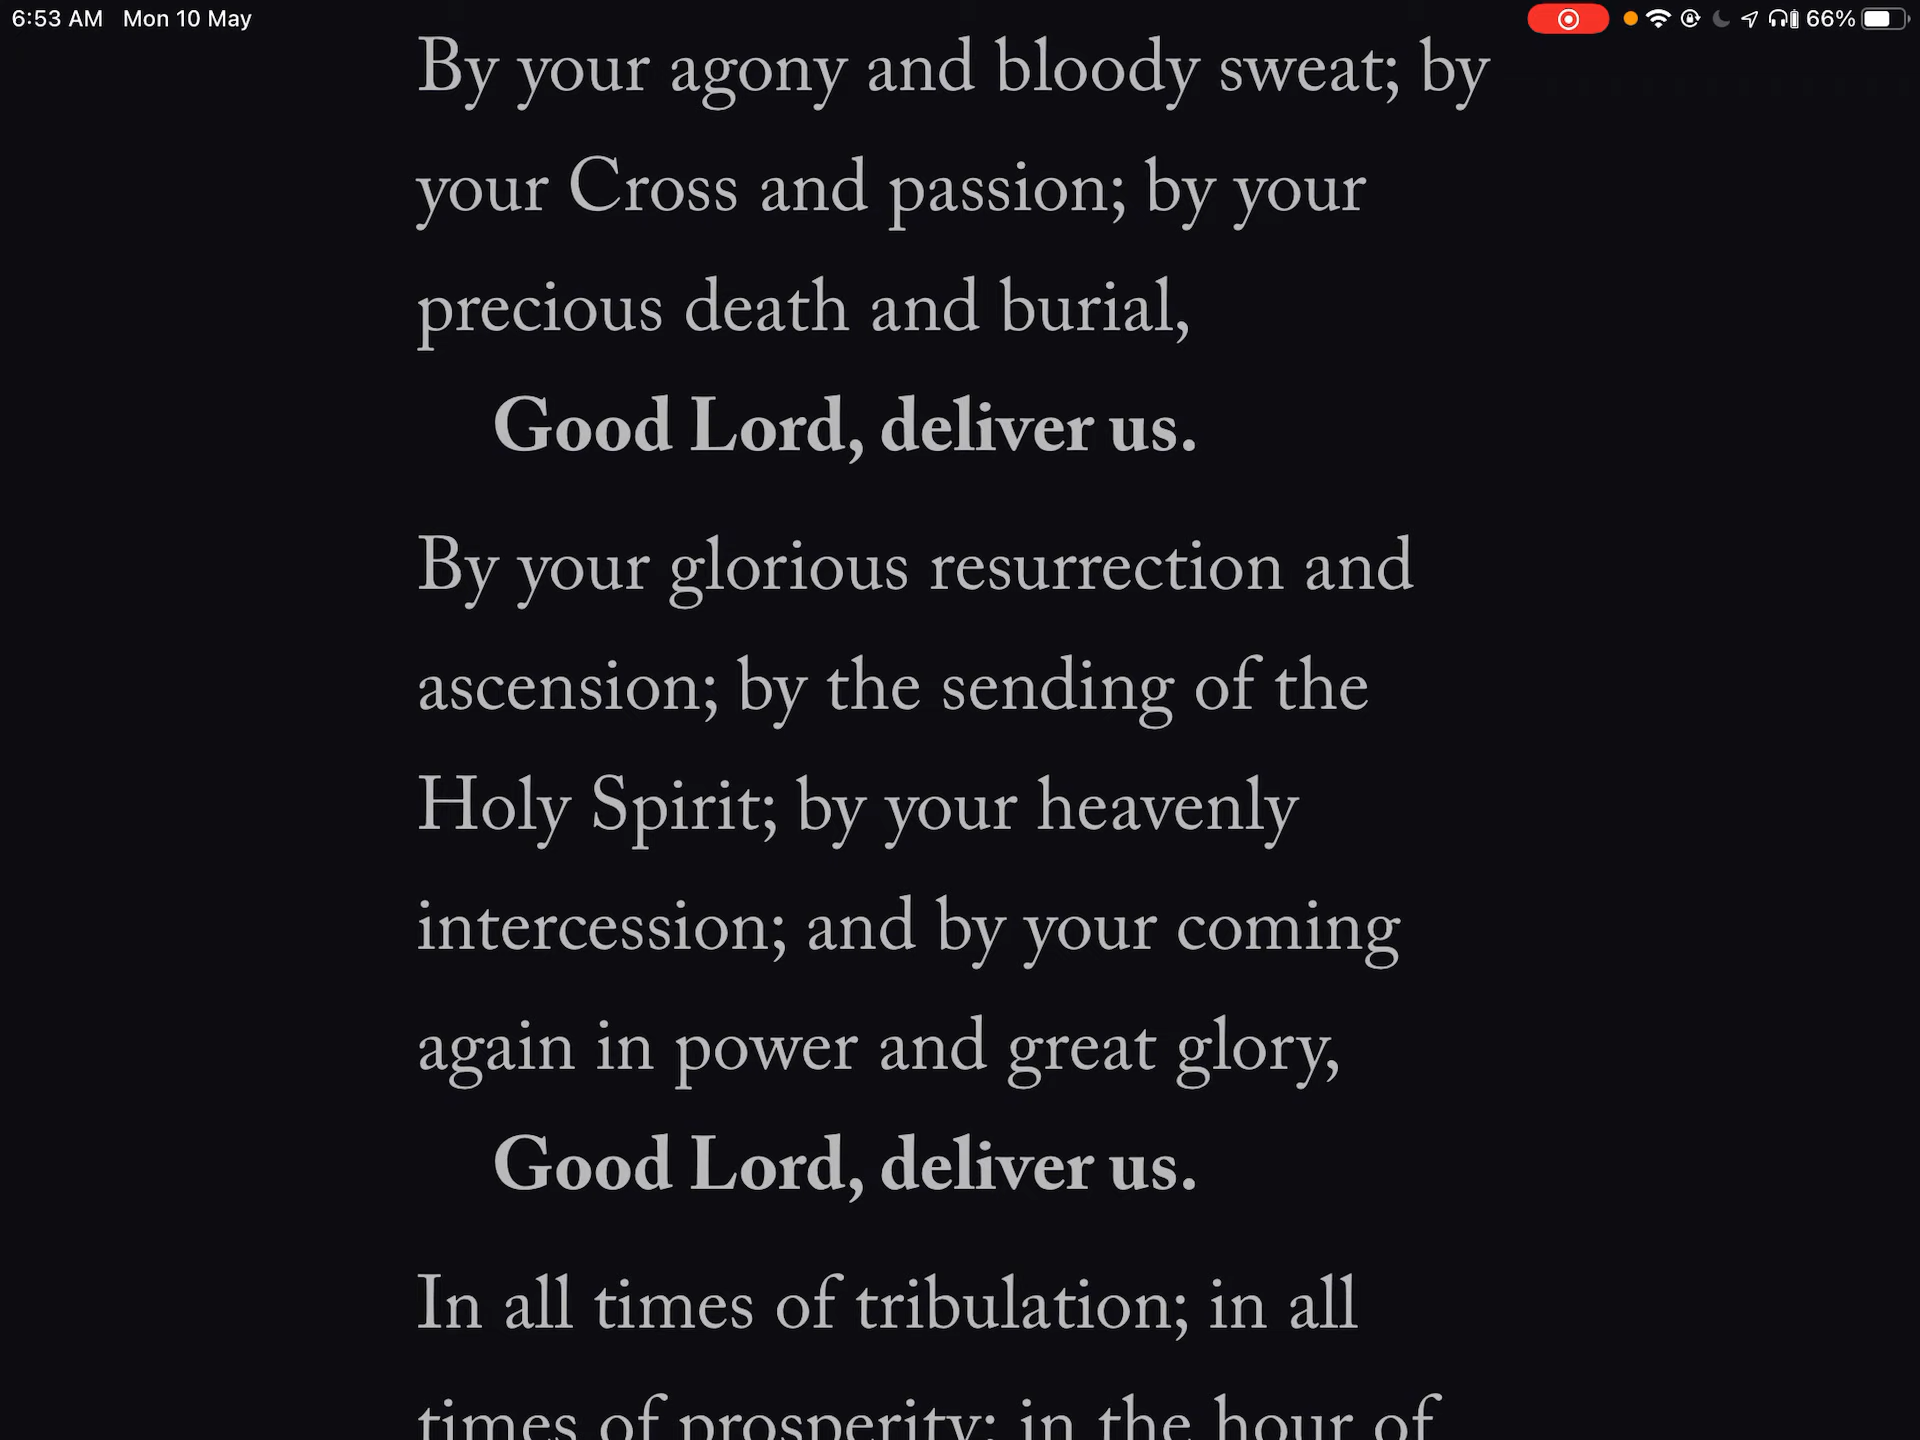 6:53 AM Mon 10 May 66%
By your agony and bloody sweat; by
your Cross and passion; by your
precious death and burial,
Good Lord, deliver us.
By your glorious resurrection and
ascension; by the sending of the
Holy Spirit; by your heavenly
intercession; and by your coming
again in power and great glory,
Good Lord, deliver us.
In all times of tribulation; in all
times of prosperity; in the hour of